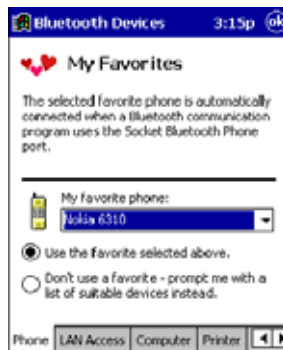 Bluetooth Devices 3:15p ok
My Favorites
The selected favorite phone is automatically
connected when a Bluetooth communication
program uses the Socket Bluetooth Phone
port.
My favorite phone:
Nokia 6310
Use the favorite selected above.
Don't use a favorite - prompt me with a
list of suitable devices instead.
Phone LAN Access Computer Printer